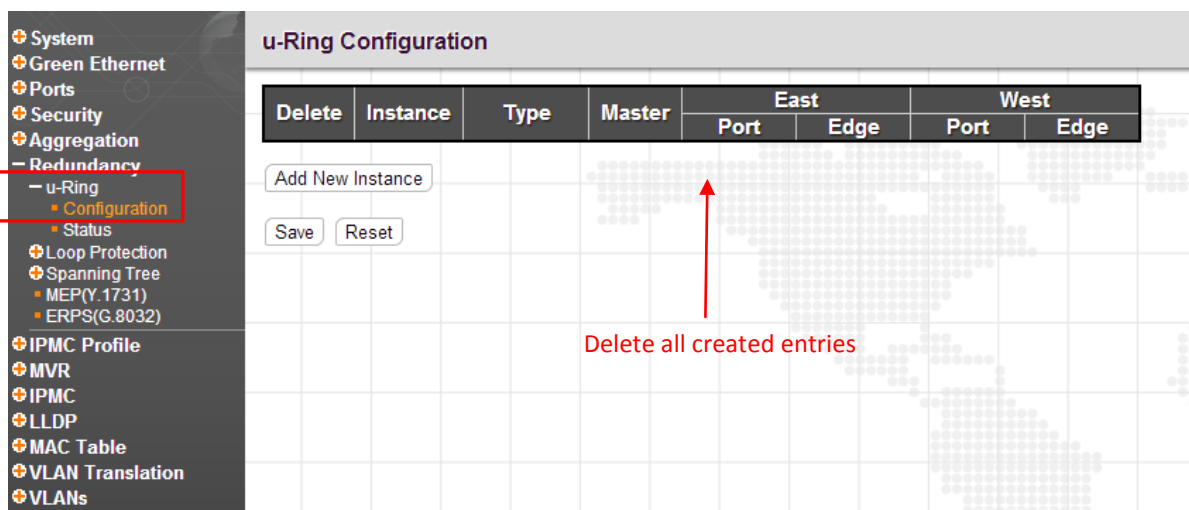 System
Green Ethernet
Ports
Security
Aggregation
Redundancy
u-Ring
Configuration
Status
Loop Protection
Spanning Tree
MEP(Y.1731)
ERPS(G.8032)
IPMC Profile
MVR
IPMC
LLDP
MAC Table
VLAN Translation
VLANs
u-Ring Configuration
Delete Instance Type Master East West
Port Edge Port Edge
Add New Instance
Save Reset
Delete all created entries